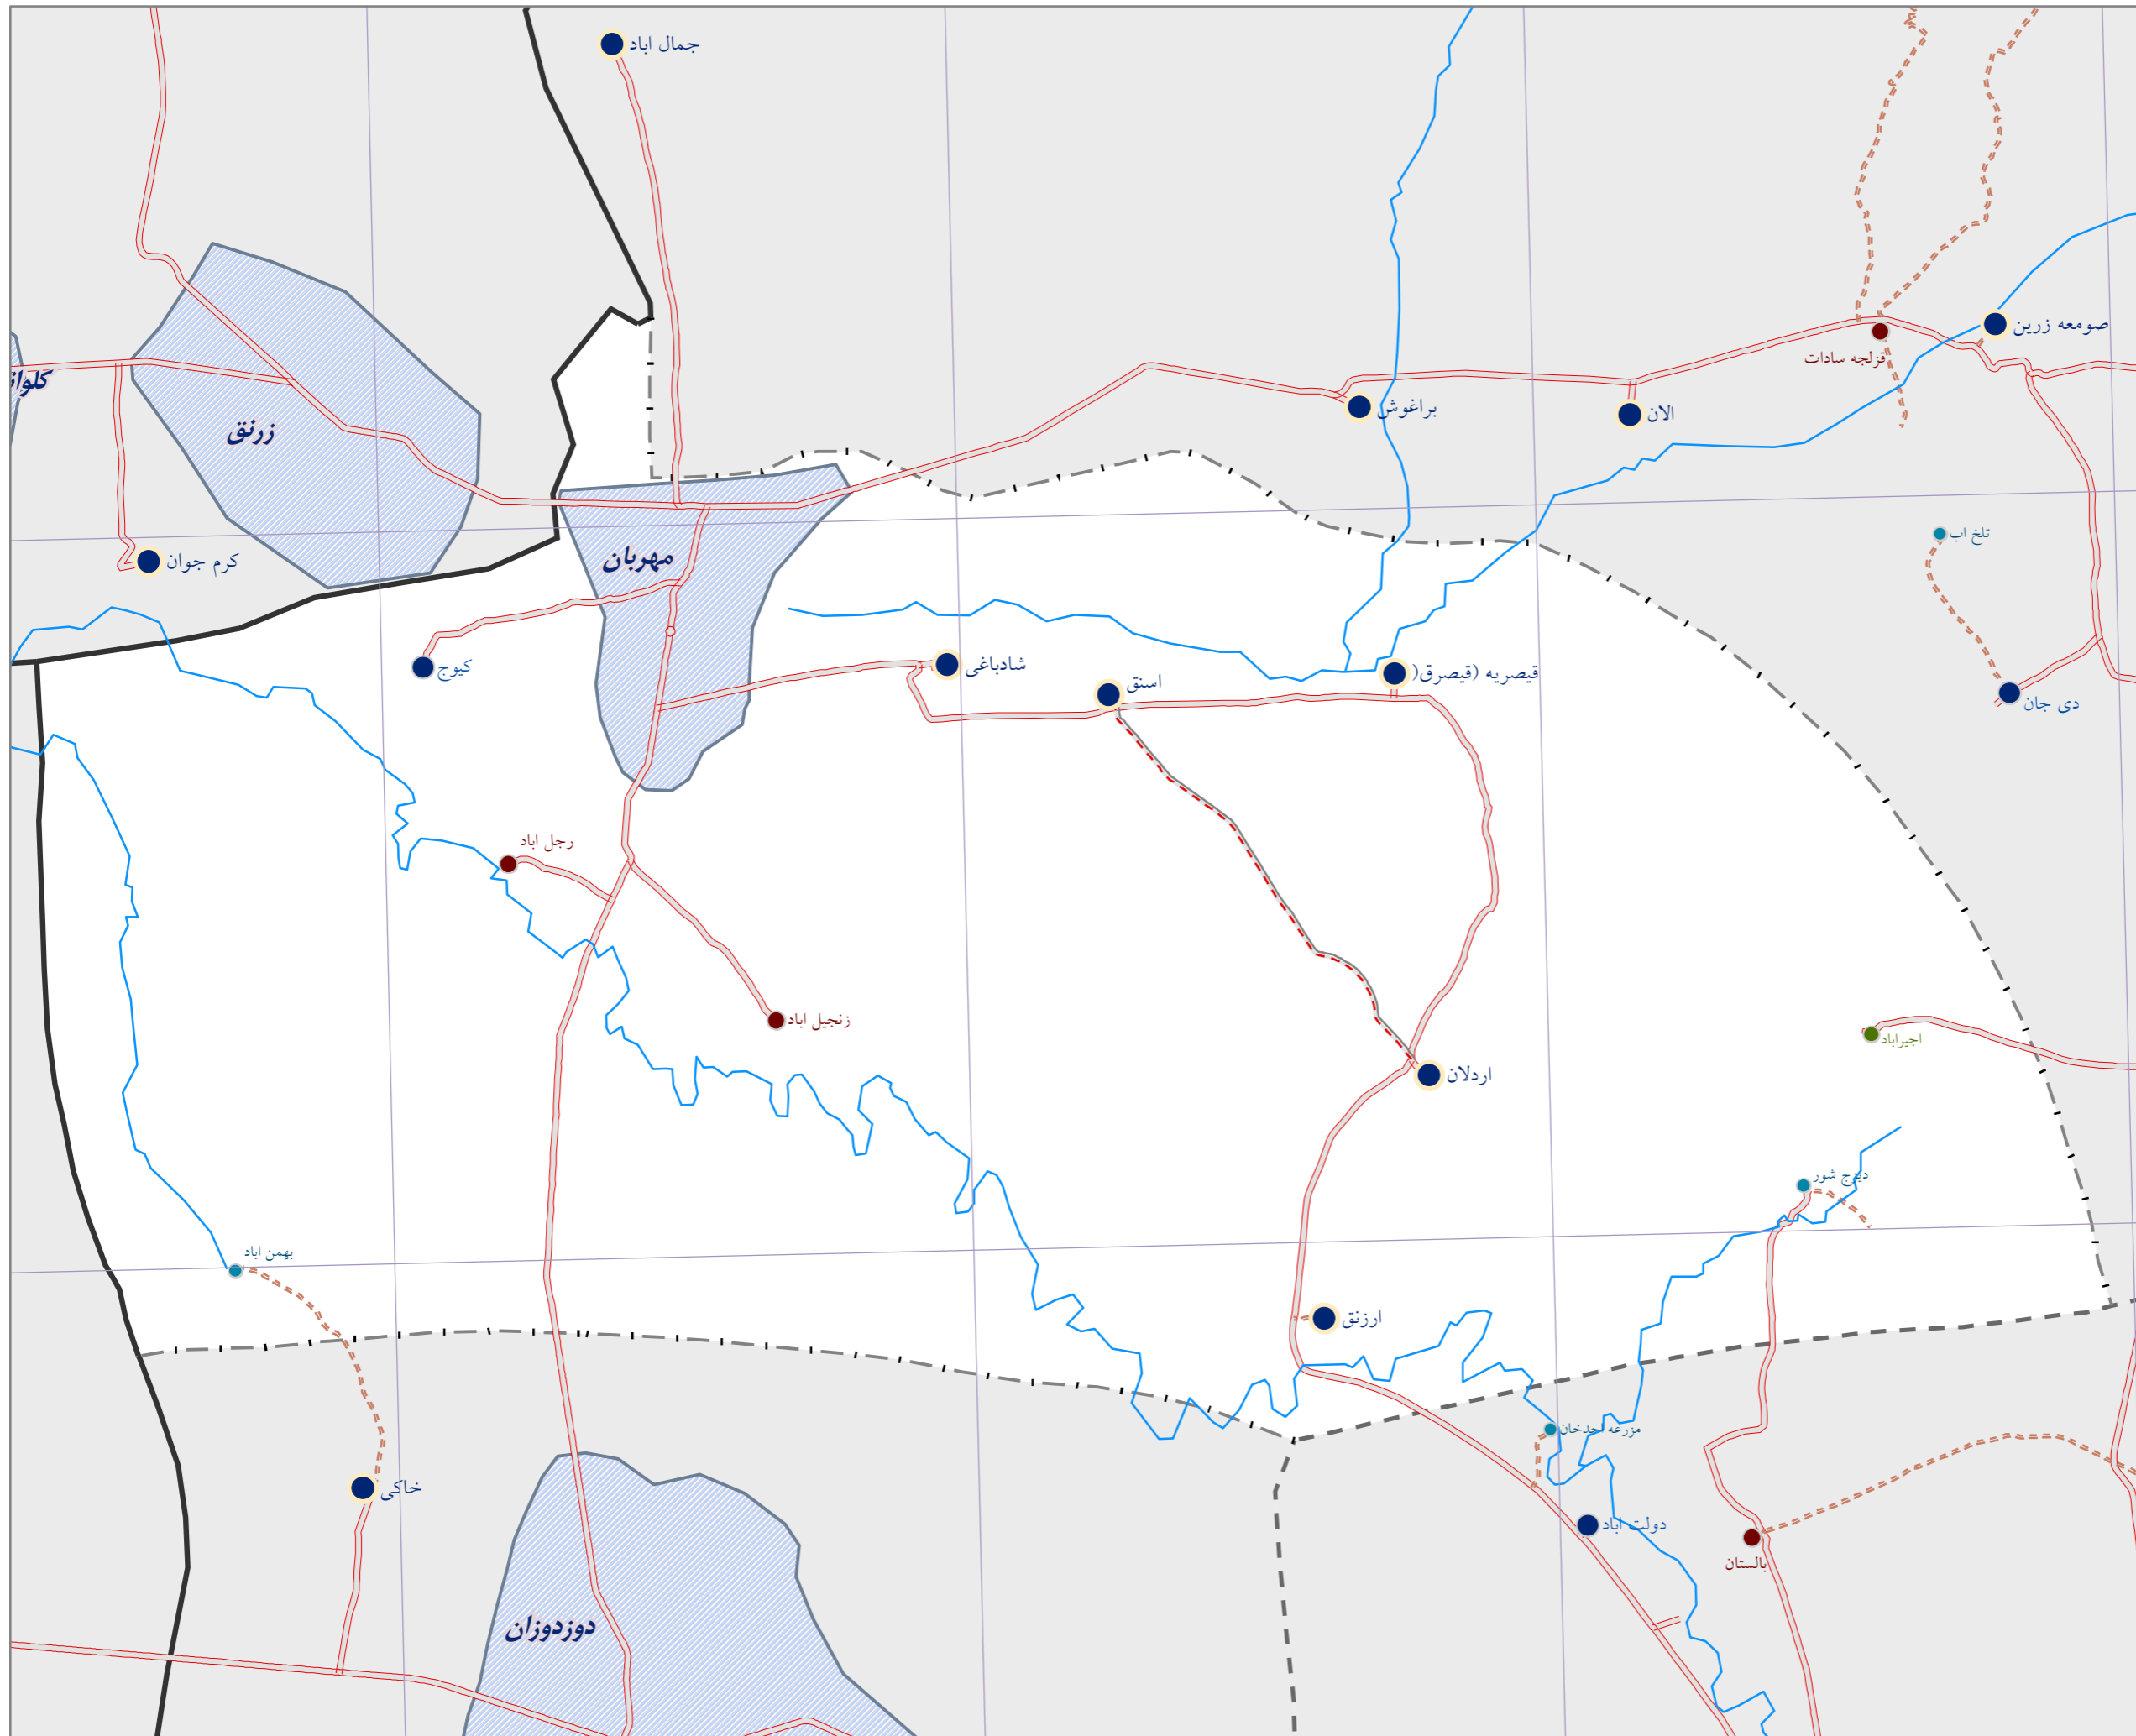 جمال اباد
صومعه زرین
قزلجه سادات
براغوش
الان
کلوان
زرنق
تلخ اب
مهربان
کرم جوان
شادباغی
کیوج
قیصریه (قیصرق(
اسنق
دی جان
رجل اباد
زنجیل اباد
اجیراباد
اردلان
دیزج شور
بهمن اباد
ارزنق
مزرعه احدخان
خاکی
دولت اباد
بالستان
دوزدوزان